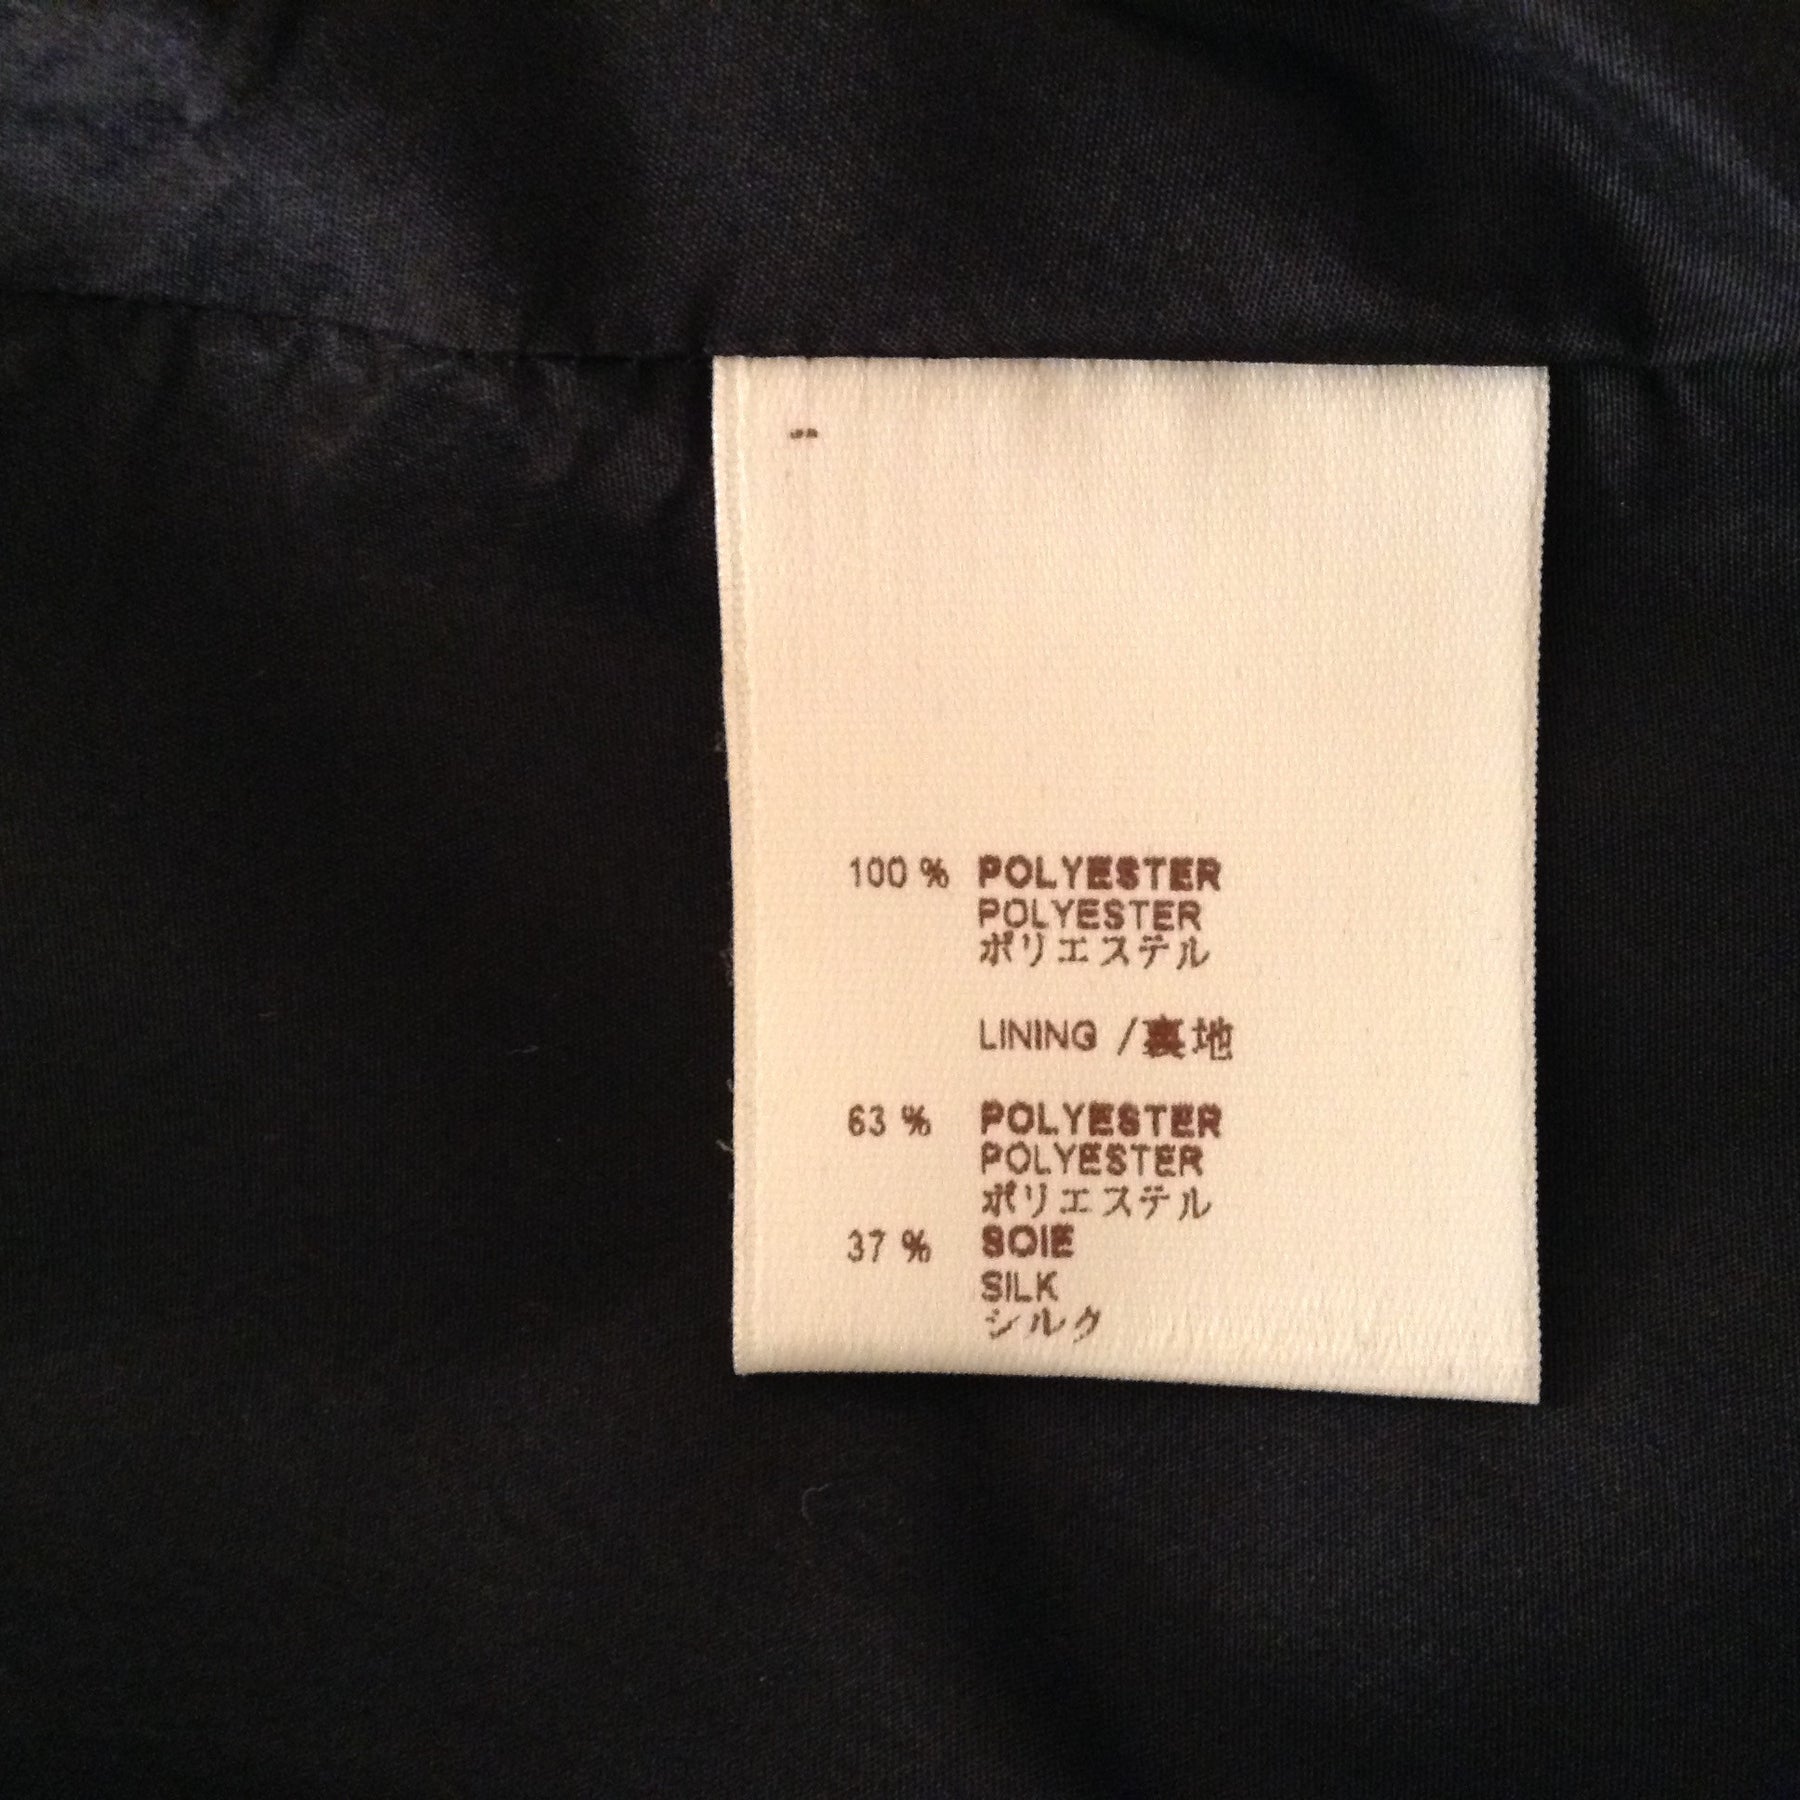 100 % POLYESTER
POLYESTER
ポリエステル
LINING /裏地
63 % POLYESTER
POLYESTER
ポリエステル
37 % SOIE
SILK
シルク